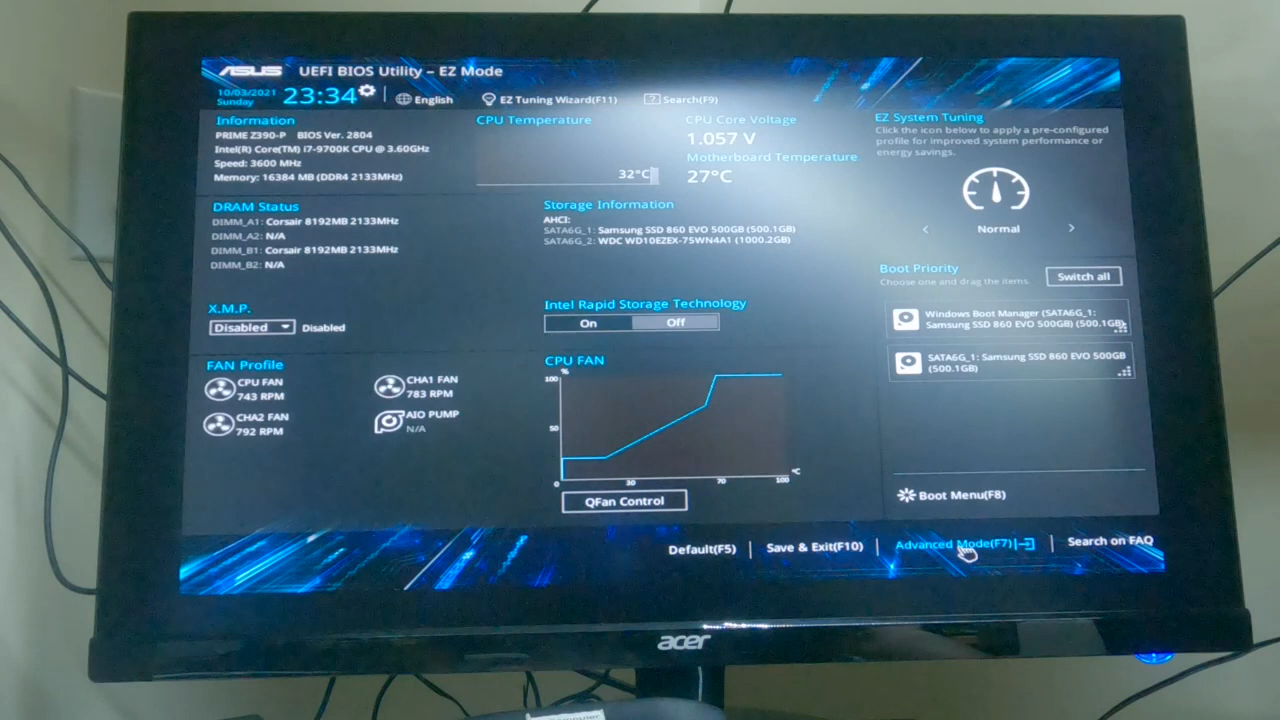 ASUS UEFI BIOS Utility – EZ Mode
10/03/2021
Sunday
23:34
English
EZ Tuning Wizard(F11)
Search(F9)
Information
PRIME Z390-P BIOS Ver. 2804
Intel(R) Core(TM) i7-9700K CPU @ 3.60GHz
Speed: 3600 MHz
Memory: 16384 MB (DDR4 2133MHz)
CPU Temperature
32°C
CPU Core Voltage
1.057 V
Motherboard Temperature
27°C
EZ System Tuning
Click the icon below to apply a pre-configured
profile for improved system performance or
energy savings.
Normal
DRAM Status
DIMM_A1: Corsair 8192MB 2133MHz
DIMM_A2: N/A
DIMM_B1: Corsair 8192MB 2133MHz
DIMM_B2: N/A
Storage Information
AHCI:
SATA6G_1: Samsung SSD 860 EVO 500GB (500.1GB)
SATA6G_2: WDC WD10EZEX-75WN4A1 (1000.2GB)
X.M.P.
Disabled
Disabled
Intel Rapid Storage Technology
On
Off
Boot Priority
Choose one and drag the items.
Switch all
Windows Boot Manager (SATA6G_1:
Samsung SSD 860 EVO 500GB) (500.1GB)
SATA6G_1: Samsung SSD 860 EVO 500GB
(500.1GB)
FAN Profile
CPU FAN
743 RPM
CHA1 FAN
783 RPM
CHA2 FAN
792 RPM
AIO PUMP
N/A
CPU FAN
%
100
50
0
30
70
100
°C
QFan Control
Boot Menu(F8)
Default(F5)
Save & Exit(F10)
Advanced Mode(F7)
Search on FAQ
acer